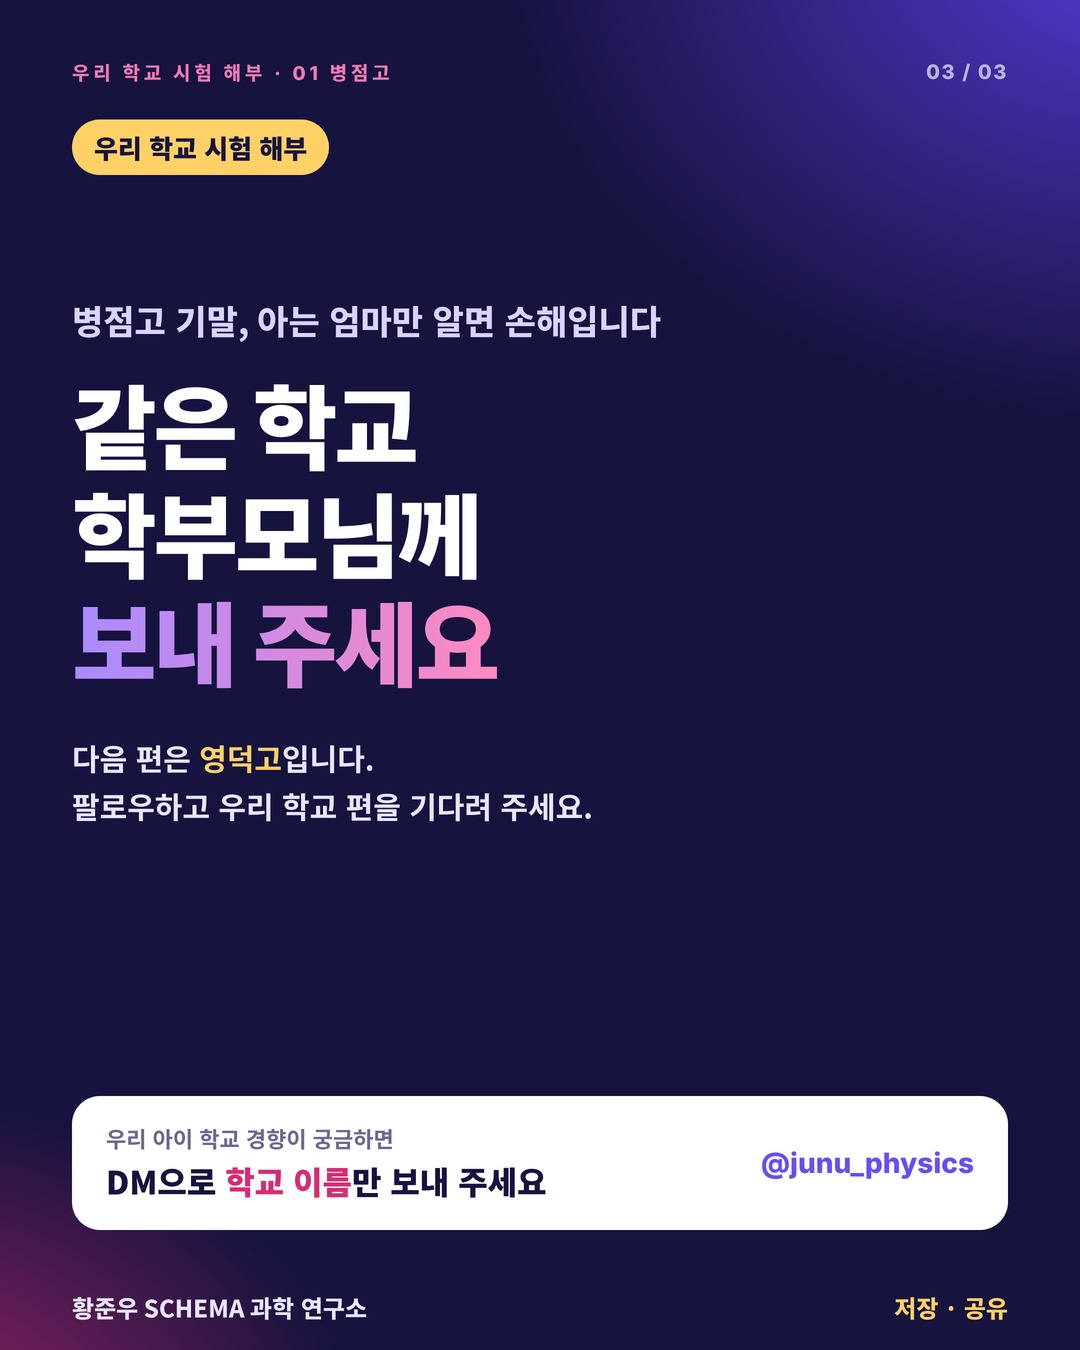 우리 학교 시험 해부 · 01 병점고
03 / 03
우리 학교 시험 해부
병점고 기말, 아는 엄마만 알면 손해입니다
같은 학교
학부모님께
보내 주세요
다음 편은 영덕고입니다.
팔로우하고 우리 학교 편을 기다려 주세요.
우리 아이 학교 경향이 궁금하면
DM으로 학교 이름만 보내 주세요
@junu_physics
황준우 SCHEMA 과학 연구소
저장 · 공유